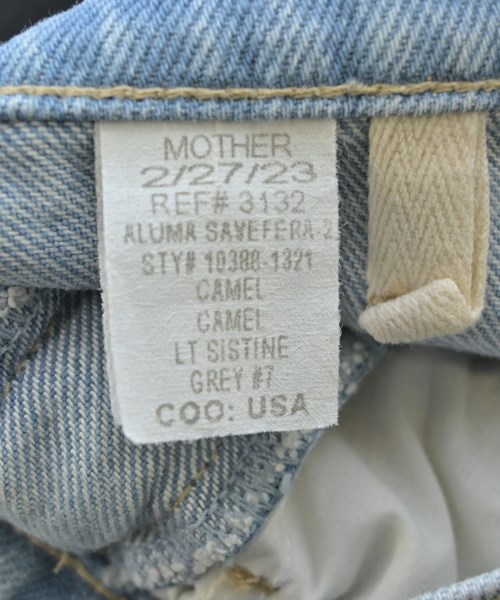 MOTHER
2/27/23
REF# 3132
ALUMA SAVEFERA-2
STY# 10388-1321
CAMEL
CAMEL
LT SISTINE
GREY #7
COO: USA